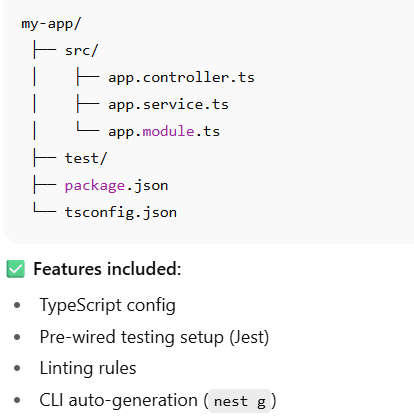 my-app/
├── src/
│   ├── app.controller.ts
│   ├── app.service.ts
│   └── app.module.ts
├── test/
├── package.json
└── tsconfig.json
✅ Features included:
• TypeScript config
• Pre-wired testing setup (Jest)
• Linting rules
• CLI auto-generation (nest g)